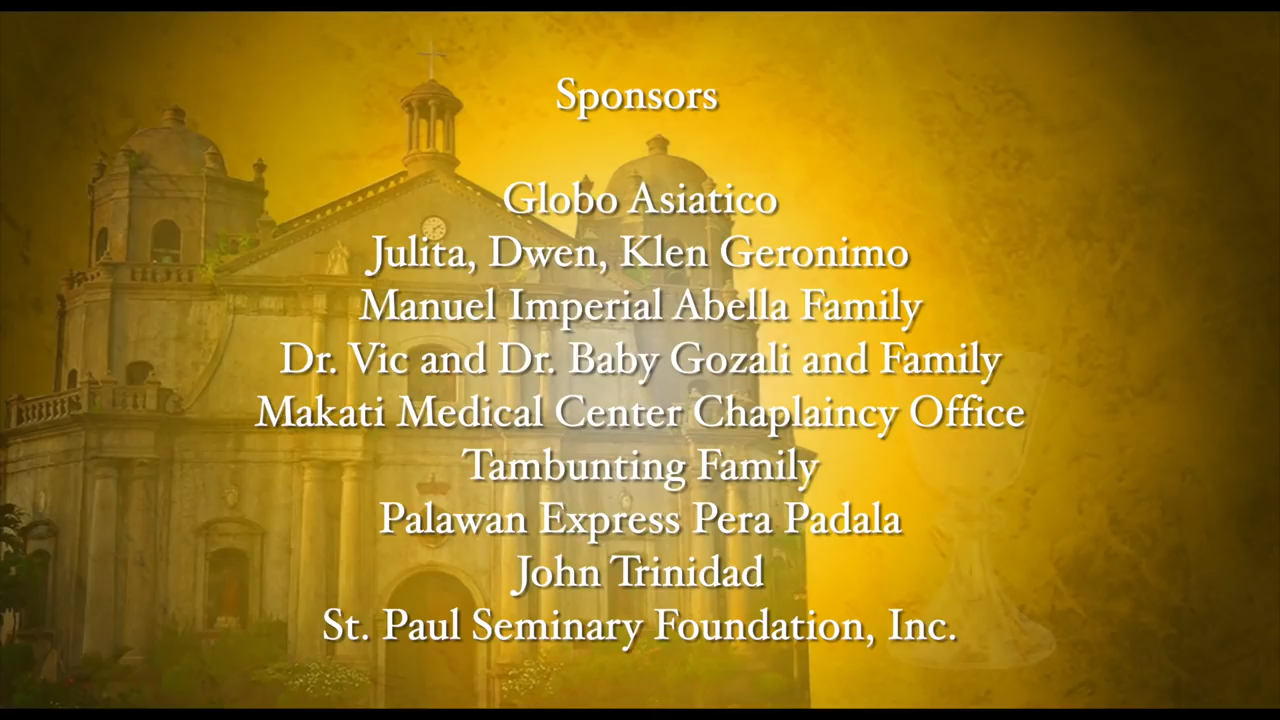 Sponsors
Globo Asiatico
Julita, Dwen, Klen Geronimo
Manuel Imperial Abella Family
Dr. Vic and Dr. Baby Gozali and Family
Makati Medical Center Chaplaincy Office
Tambunting Family
Palawan Express Pera Padala
John Trinidad
St. Paul Seminary Foundation, Inc.